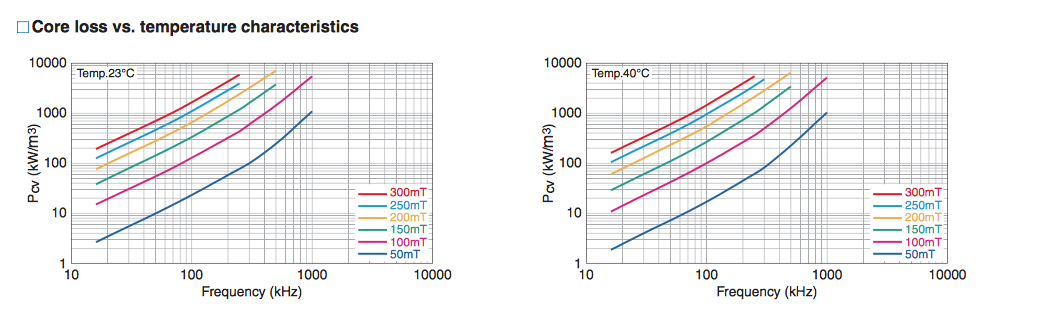 Core loss vs. temperature characteristics
10000
1000
100
10
1
Pcv (kW/m3)
Temp.23°C
300mT
250mT
200mT
150mT
100mT
50mT
10 100 1000 10000
Frequency (kHz)
10000
1000
100
10
1
Pcv (kW/m3)
Temp.40°C
300mT
250mT
200mT
150mT
100mT
50mT
10 100 1000 10000
Frequency (kHz)